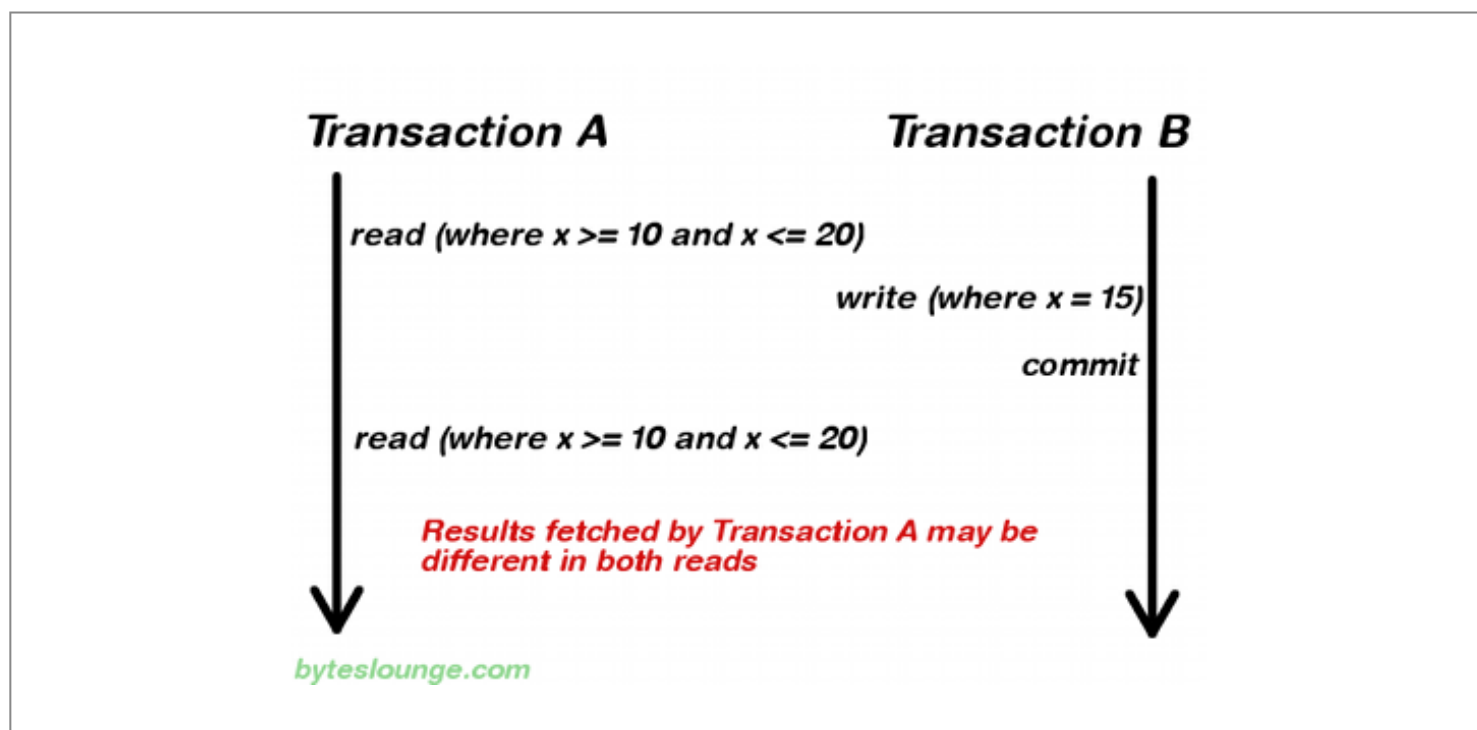 Transaction A
Transaction B
read (where x >= 10 and x <= 20)
write (where x = 15)
commit
read (where x >= 10 and x <= 20)
Results fetched by Transaction A may be
different in both reads
byteslounge.com